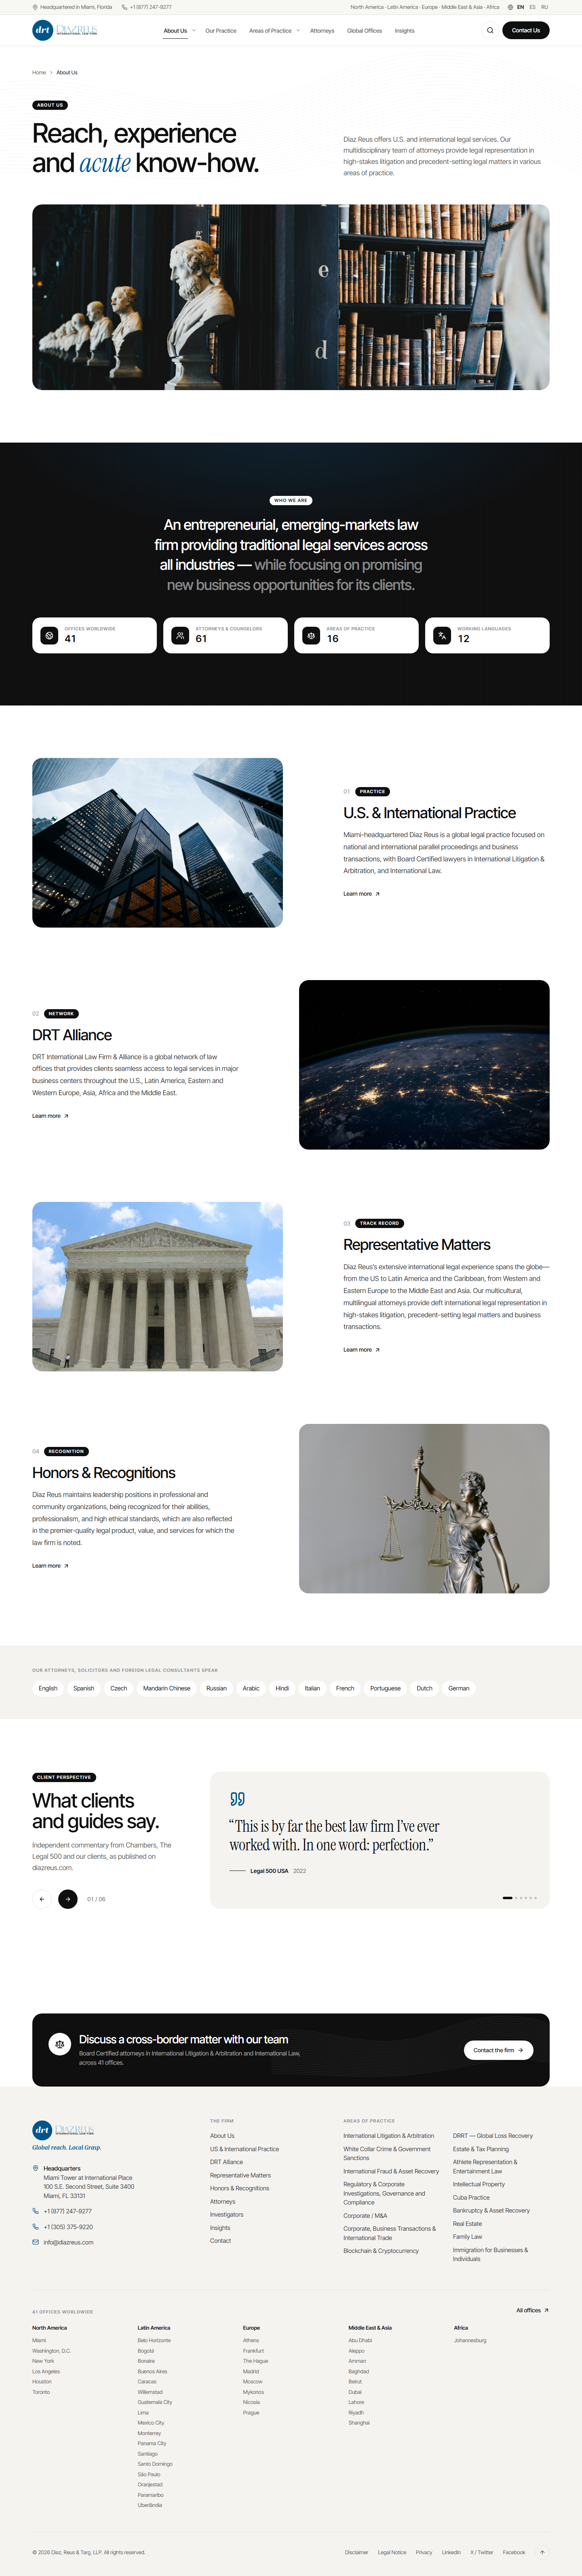 Headquartered in Miami, Florida
+1 (877) 247-9277
North America · Latin America · Europe · Middle East & Asia · Africa
EN ES RU
drt DIAZREUS
INTERNATIONAL LAW FIRM
About Us
Our Practice
Areas of Practice
Attorneys
Global Offices
Insights
Contact Us
Home > About Us
ABOUT US
Reach, experience
and acute know-how.
Diaz Reus offers U.S. and international legal services. Our
multidisciplinary team of attorneys provide legal representation in
high-stakes litigation and precedent-setting legal matters in various
areas of practice.
WHO WE ARE
An entrepreneurial, emerging-markets law
firm providing traditional legal services across
all industries — while focusing on promising
new business opportunities for its clients.
OFFICES WORLDWIDE
41
ATTORNEYS & COUNSELORS
61
AREAS OF PRACTICE
16
WORKING LANGUAGES
12
01 PRACTICE
U.S. & International Practice
Miami-headquartered Diaz Reus is a global legal practice focused on
national and international parallel proceedings and business
transactions, with Board Certified lawyers in International Litigation &
Arbitration, and International Law.
Learn more
02 NETWORK
DRT Alliance
DRT International Law Firm & Alliance is a global network of law
offices that provides clients seamless access to legal services in major
business centers throughout the U.S., Latin America, Eastern and
Western Europe, Asia, Africa and the Middle East.
Learn more
03 TRACK RECORD
Representative Matters
Diaz Reus's extensive international legal experience spans the globe—
from the US to Latin America and the Caribbean, from Western and
Eastern Europe to the Middle East and Asia. Our multicultural,
multilingual attorneys provide deft international legal representation in
high-stakes litigation, precedent-setting legal matters and business
transactions.
Learn more
04 RECOGNITION
Honors & Recognitions
Diaz Reus maintains leadership positions in professional and
community organizations, being recognized for their abilities,
professionalism, and high ethical standards, which are also reflected
in the premier-quality legal product, value, and services for which the
law firm is noted.
Learn more
OUR ATTORNEYS, SOLICITORS AND FOREIGN LEGAL CONSULTANTS SPEAK
English
Spanish
Czech
Mandarin Chinese
Russian
Arabic
Hindi
Italian
French
Portuguese
Dutch
German
CLIENT PERSPECTIVE
What clients
and guides say.
Independent commentary from Chambers, The
Legal 500 and our clients, as published on
diazreus.com.
01 / 06
“This is by far the best law firm I’ve ever
worked with. In one word: perfection.”
Legal 500 USA 2022
Discuss a cross-border matter with our team
Board Certified attorneys in International Litigation & Arbitration and International Law,
across 41 offices.
Contact the firm
drt DIAZREUS
INTERNATIONAL LAW FIRM
Global reach. Local Grasp.
Headquarters
Miami Tower at International Place
100 S.E. Second Street, Suite 3400
Miami, FL 33131
+1 (877) 247-9277
+1 (305) 375-9220
info@diazreus.com
THE FIRM
About Us
US & International Practice
DRT Alliance
Representative Matters
Honors & Recognitions
Attorneys
Investigators
Insights
Contact
AREAS OF PRACTICE
International Litigation & Arbitration
White Collar Crime & Government
Sanctions
International Fraud & Asset Recovery
Regulatory & Corporate
Investigations, Governance and
Compliance
Corporate / M&A
Corporate, Business Transactions &
International Trade
Blockchain & Cryptocurrency
DRRT — Global Loss Recovery
Estate & Tax Planning
Athlete Representation &
Entertainment Law
Intellectual Property
Cuba Practice
Bankruptcy & Asset Recovery
Real Estate
Family Law
Immigration for Businesses &
Individuals
41 OFFICES WORLDWIDE
All offices
North America
Miami
Washington, D.C.
New York
Los Angeles
Houston
Toronto
Latin America
Belo Horizonte
Bogotá
Bonaire
Buenos Aires
Caracas
Willemstad
Guatemala City
Lima
Mexico City
Monterrey
Panama City
Santiago
Santo Domingo
São Paulo
Oranjestad
Paramaribo
Uberlândia
Europe
Athens
Frankfurt
The Hague
Madrid
Moscow
Mykonos
Nicosia
Prague
Middle East & Asia
Abu Dhabi
Aleppo
Amman
Baghdad
Beirut
Dubai
Lahore
Riyadh
Shanghai
Africa
Johannesburg
© 2026 Diaz, Reus & Targ, LLP. All rights reserved.
Disclaimer
Legal Notice
Privacy
LinkedIn
X / Twitter
Facebook